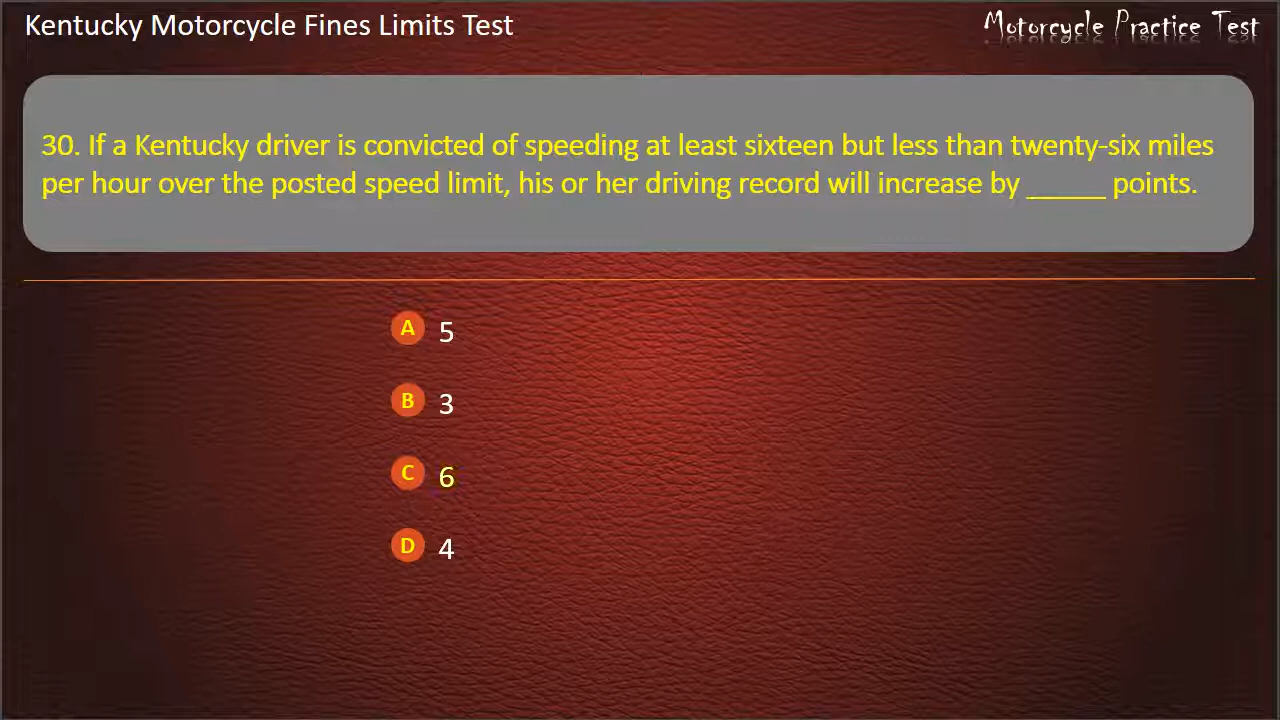 Kentucky Motorcycle Fines Limits Test
Motorcycle Practice Test
30. If a Kentucky driver is convicted of speeding at least sixteen but less than twenty-six miles
per hour over the posted speed limit, his or her driving record will increase by _____ points.
A 5
B 3
C 6
D 4